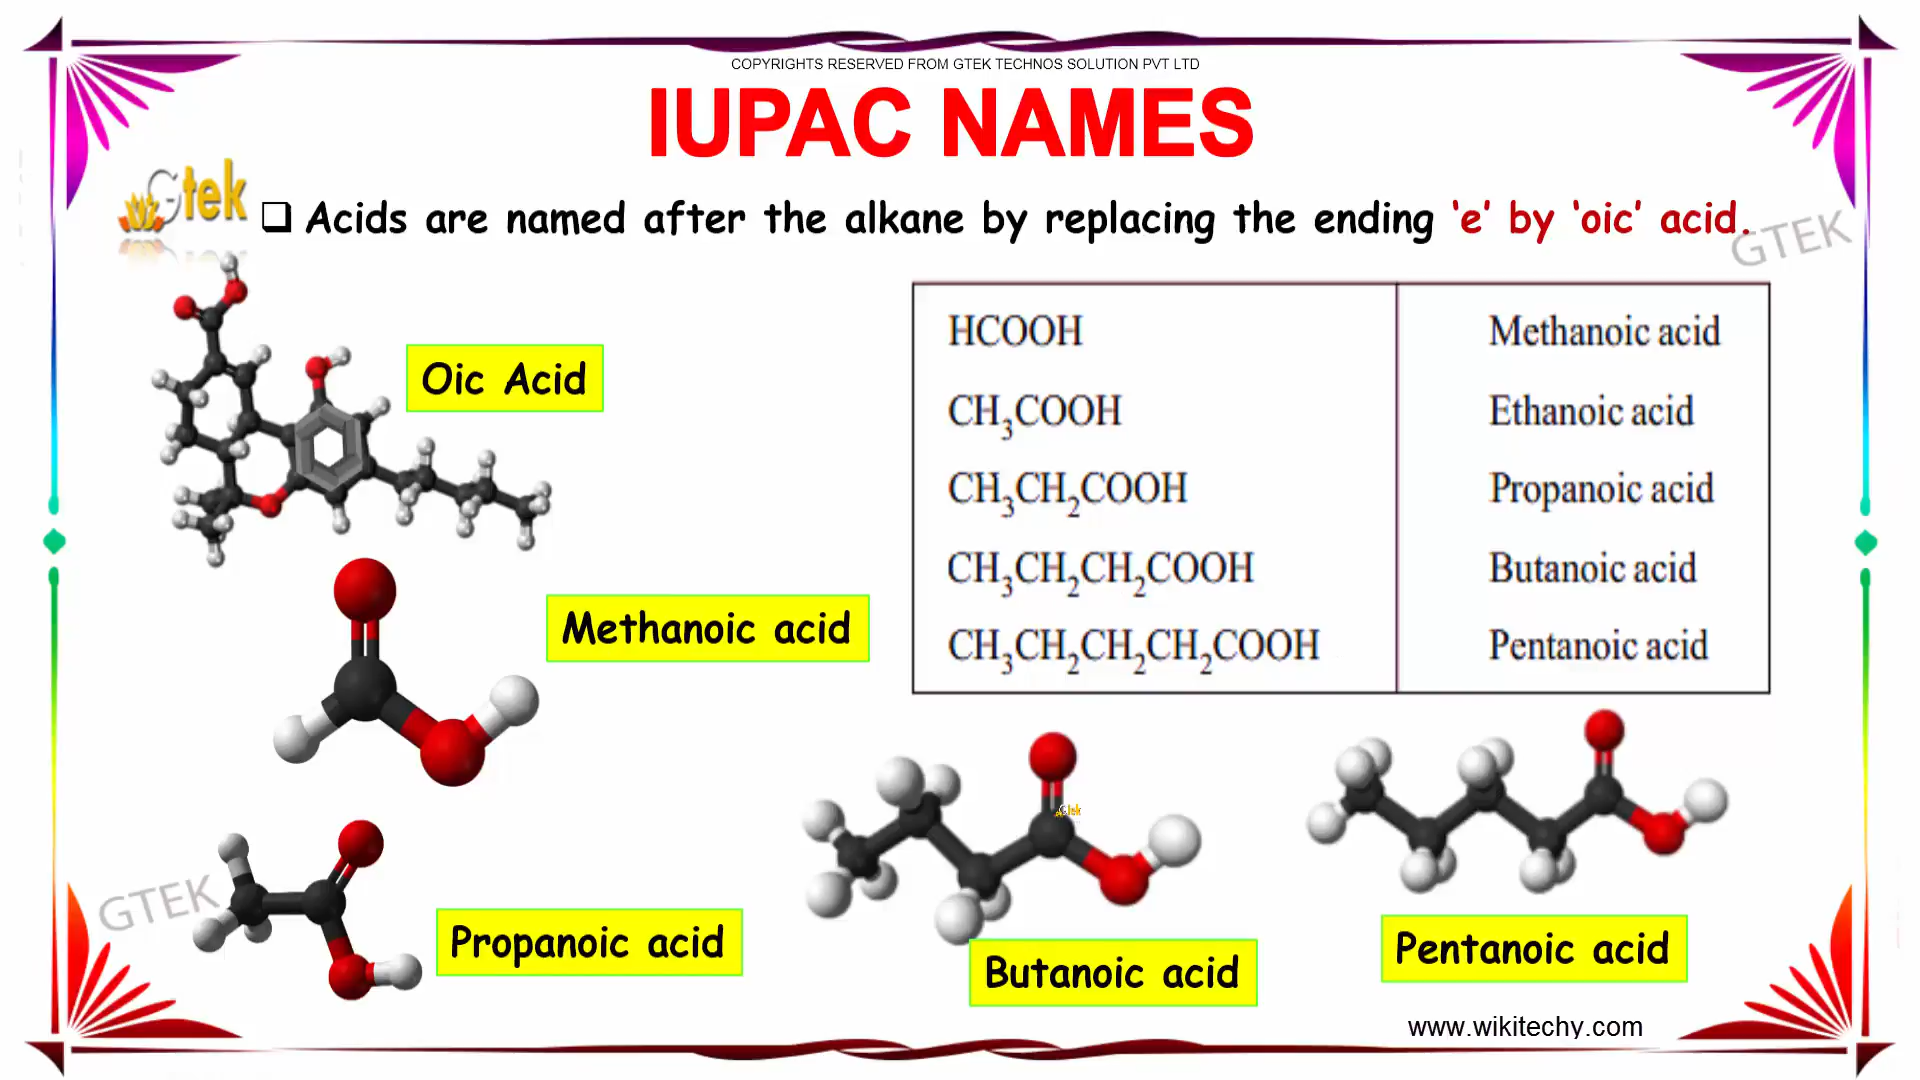 COPYRIGHTS RESERVED FROM GTEK TECHNOS SOLUTION PVT LTD
IUPAC NAMES
Gtek
❑ Acids are named after the alkane by replacing the ending ‘e’ by ‘oic’ acid.
GTEK
Oic Acid
HCOOH Methanoic acid
CH₃COOH Ethanoic acid
CH₃CH₂COOH Propanoic acid
CH₃CH₂CH₂COOH Butanoic acid
CH₃CH₂CH₂CH₂COOH Pentanoic acid
Methanoic acid
Gtek
GTEK
Propanoic acid
Butanoic acid
Pentanoic acid
www.wikitechy.com